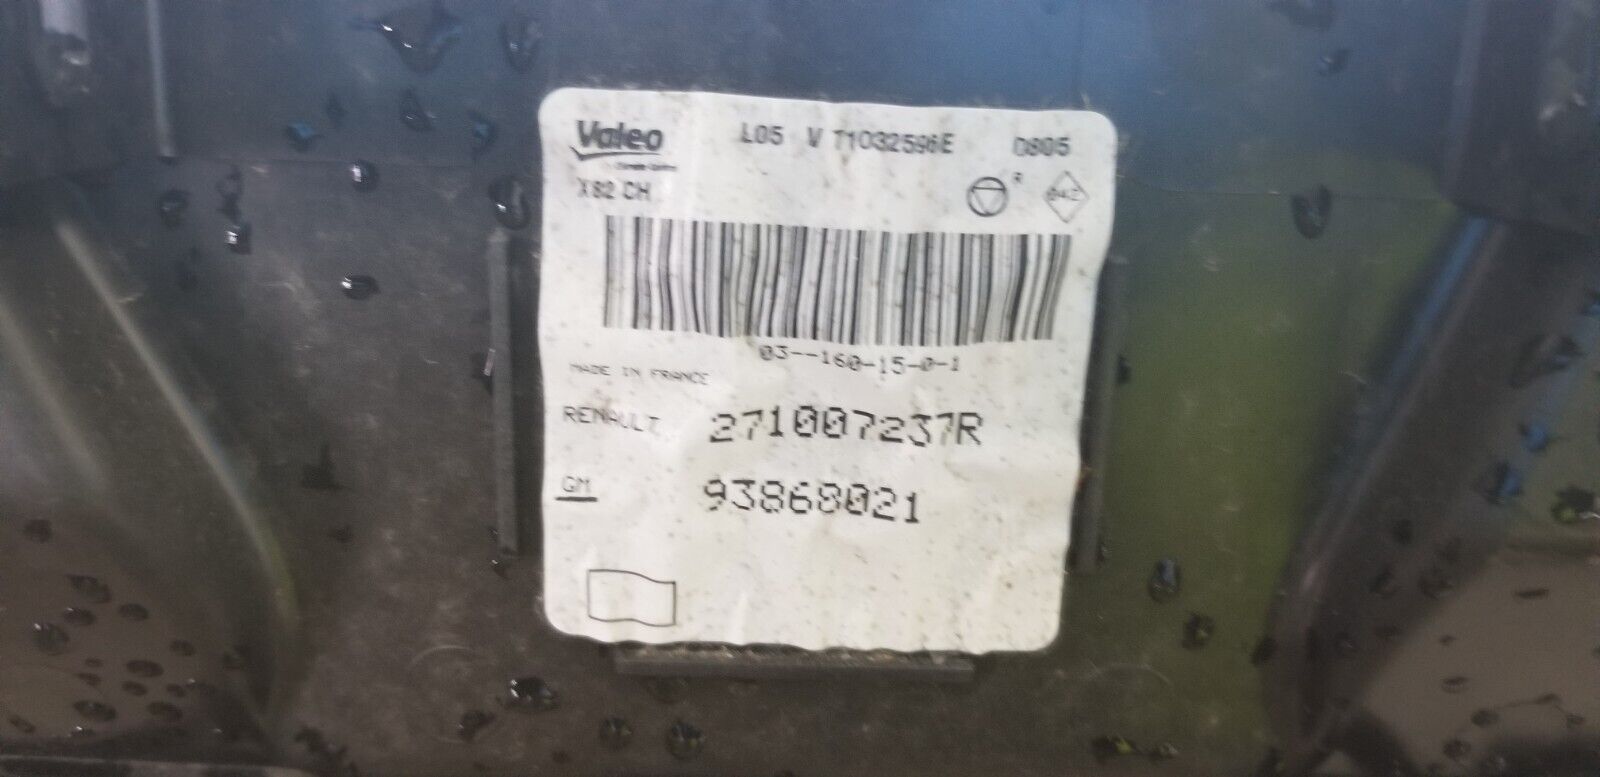 Valeo L05 V T1032596E 0805
X82 CH R
03--160-15-0-1
MADE IN FRANCE
RENAULT 271007237R
GM 93868021